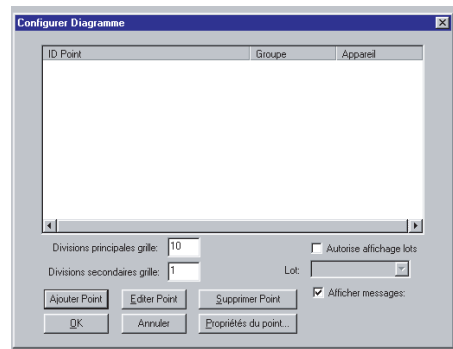 Configurer Diagramme
ID Point Groupe Appareil
Divisions principales grille: 10
Autorise affichage lots
Divisions secondaires grille: 1
Lot:
Ajouter Point Editer Point Supprimer Point
Afficher messages:
OK Annuler Propriétés du point...